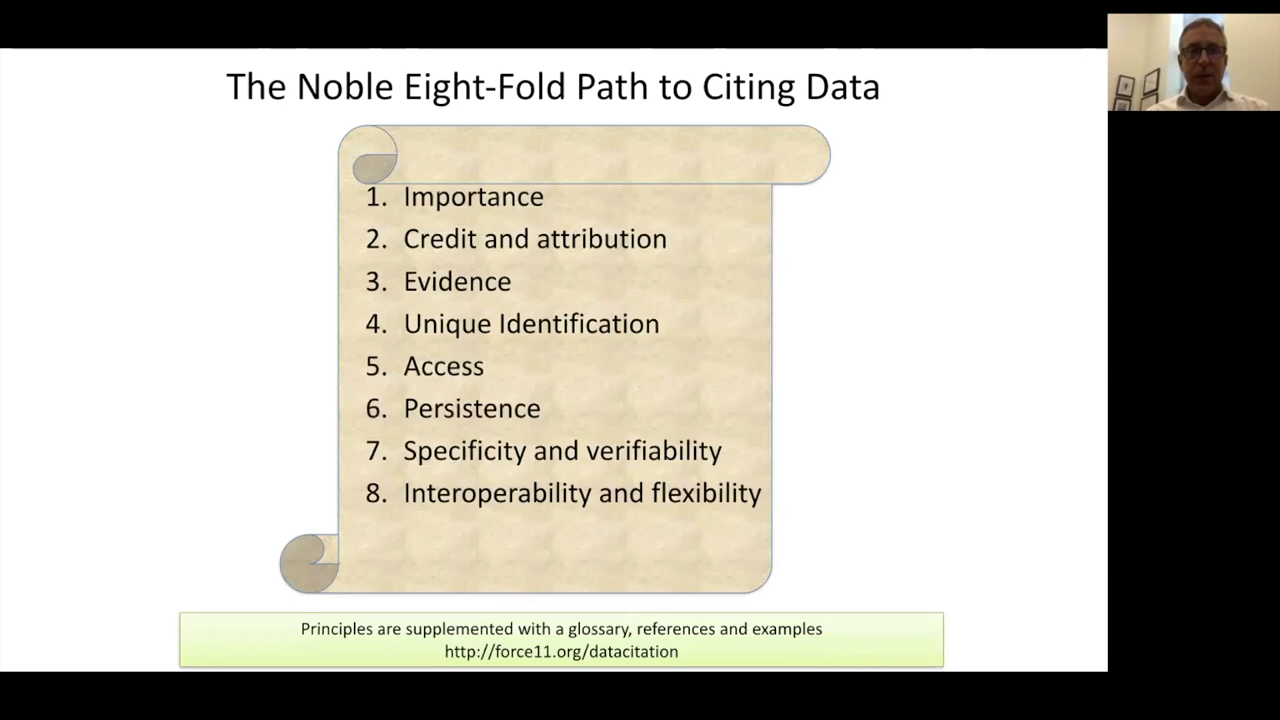 The Noble Eight-Fold Path to Citing Data
1. Importance
2. Credit and attribution
3. Evidence
4. Unique Identification
5. Access
6. Persistence
7. Specificity and verifiability
8. Interoperability and flexibility
Principles are supplemented with a glossary, references and examples
http://force11.org/datacitation